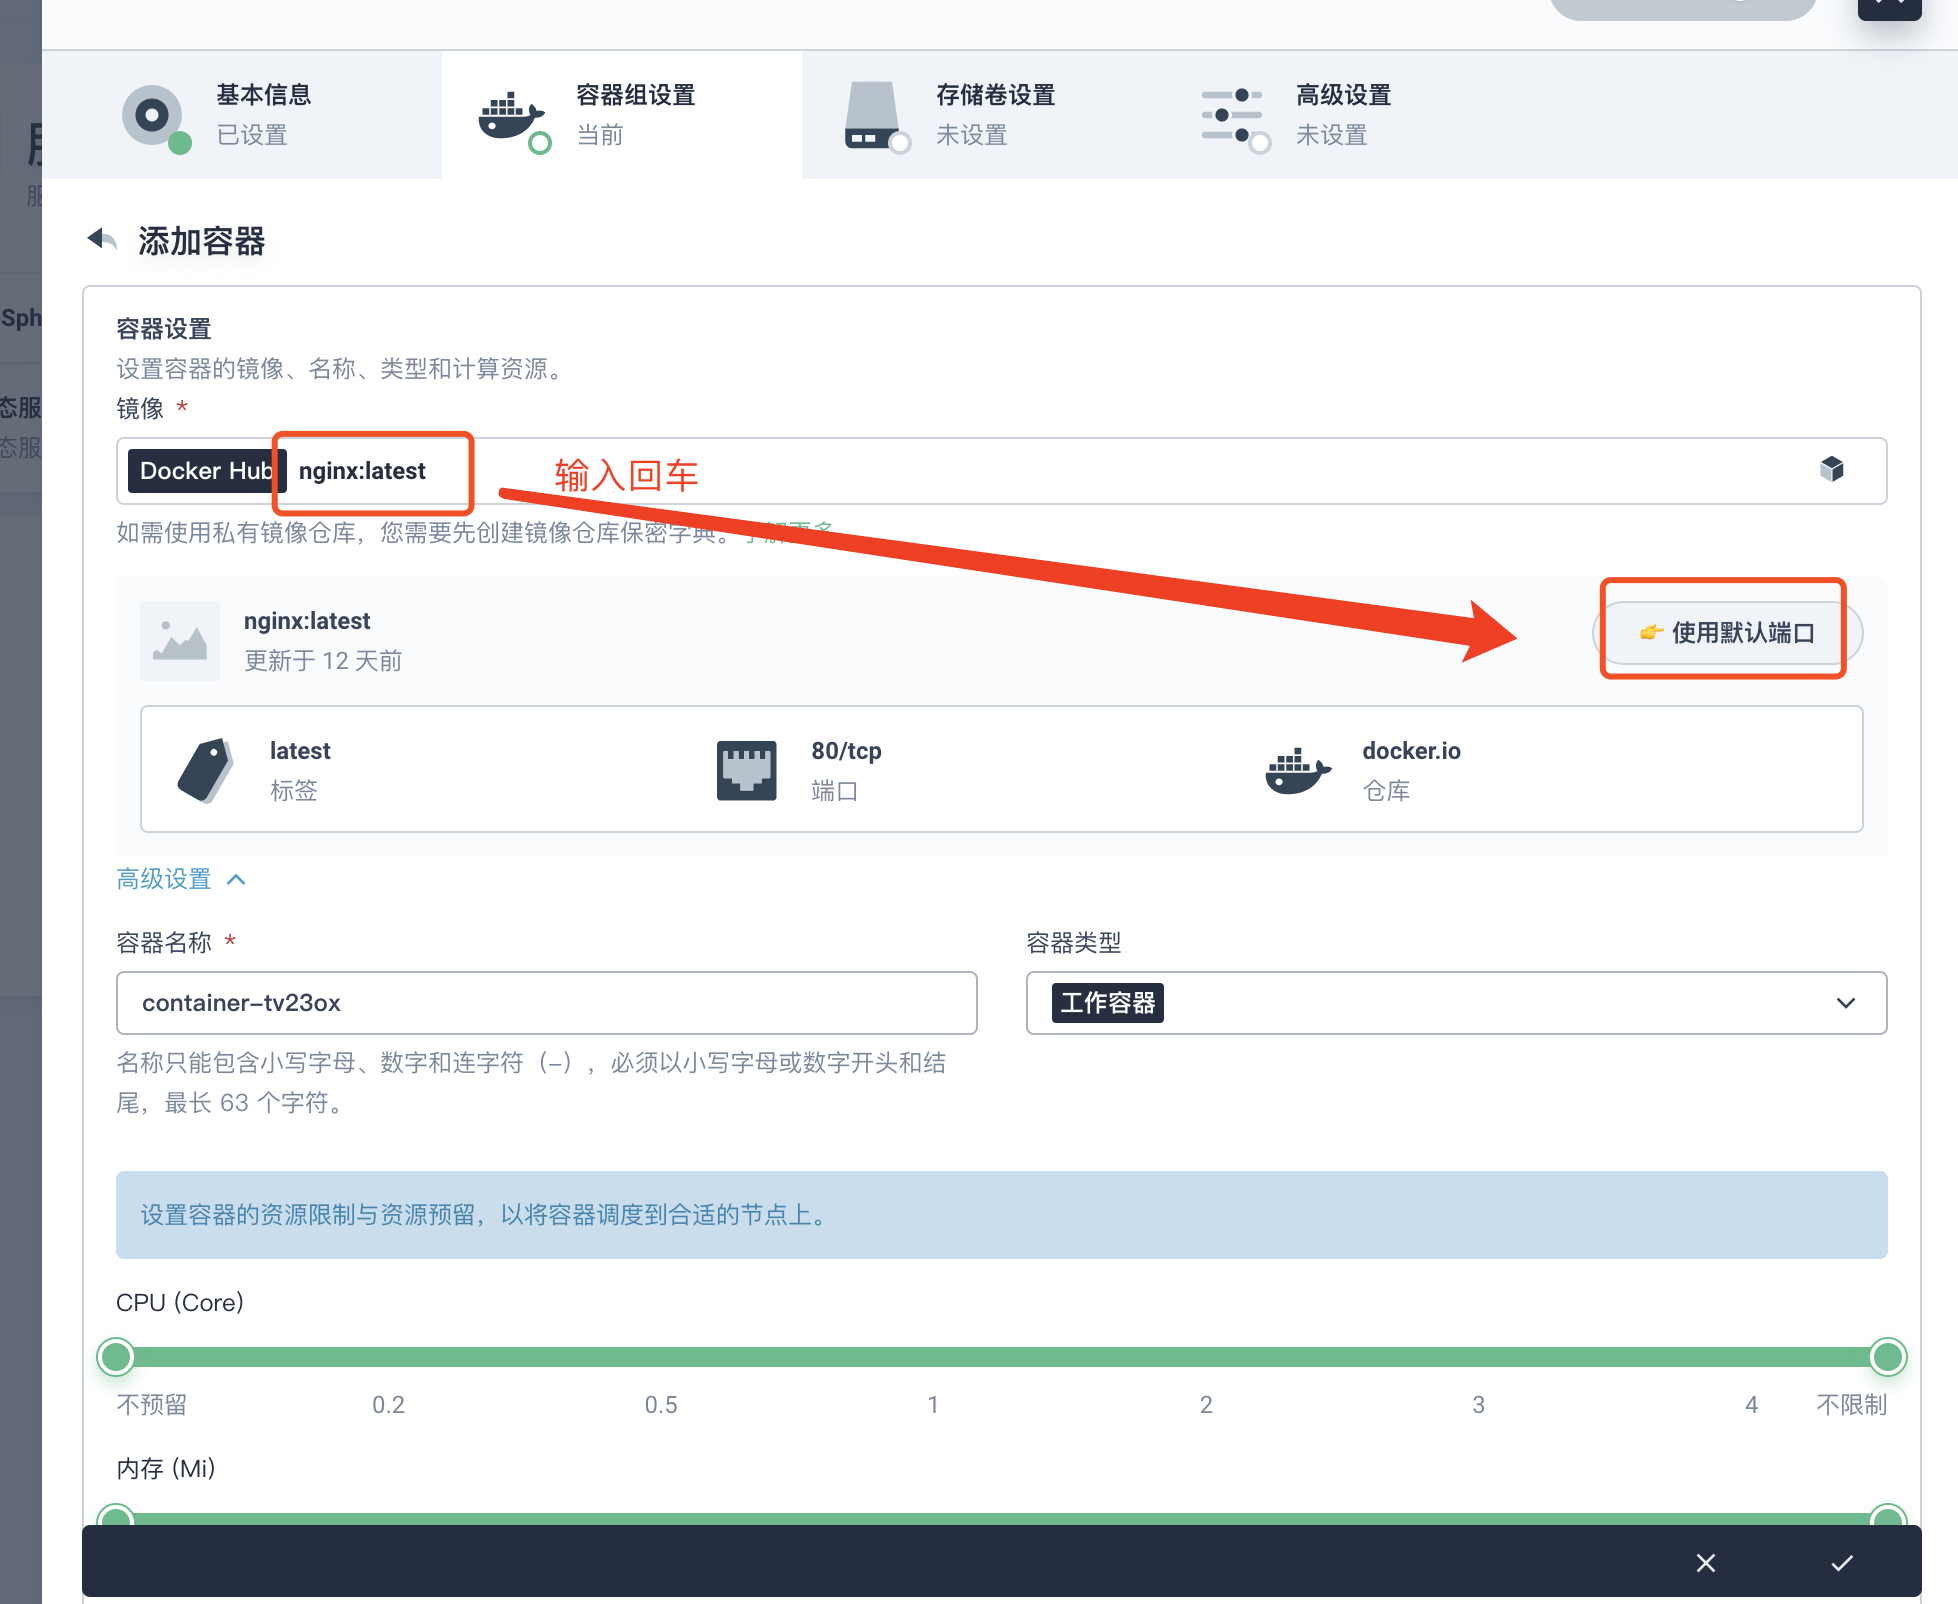 基本信息
已设置
容器组设置
当前
存储卷设置
未设置
高级设置
未设置
服
Sph
态服
态服
添加容器
容器设置
设置容器的镜像、名称、类型和计算资源。
镜像 *
Docker Hub nginx:latest
输入回车
如需使用私有镜像仓库，您需要先创建镜像仓库保密字典。了解更多
nginx:latest
更新于 12 天前
👉 使用默认端口
latest
标签
80/tcp
端口
docker.io
仓库
高级设置
容器名称 *
container-tv23ox
名称只能包含小写字母、数字和连字符（-），必须以小写字母或数字开头和结
尾，最长 63 个字符。
容器类型
工作容器
设置容器的资源限制与资源预留，以将容器调度到合适的节点上。
CPU (Core)
不预留 0.2 0.5 1 2 3 4 不限制
内存 (Mi)